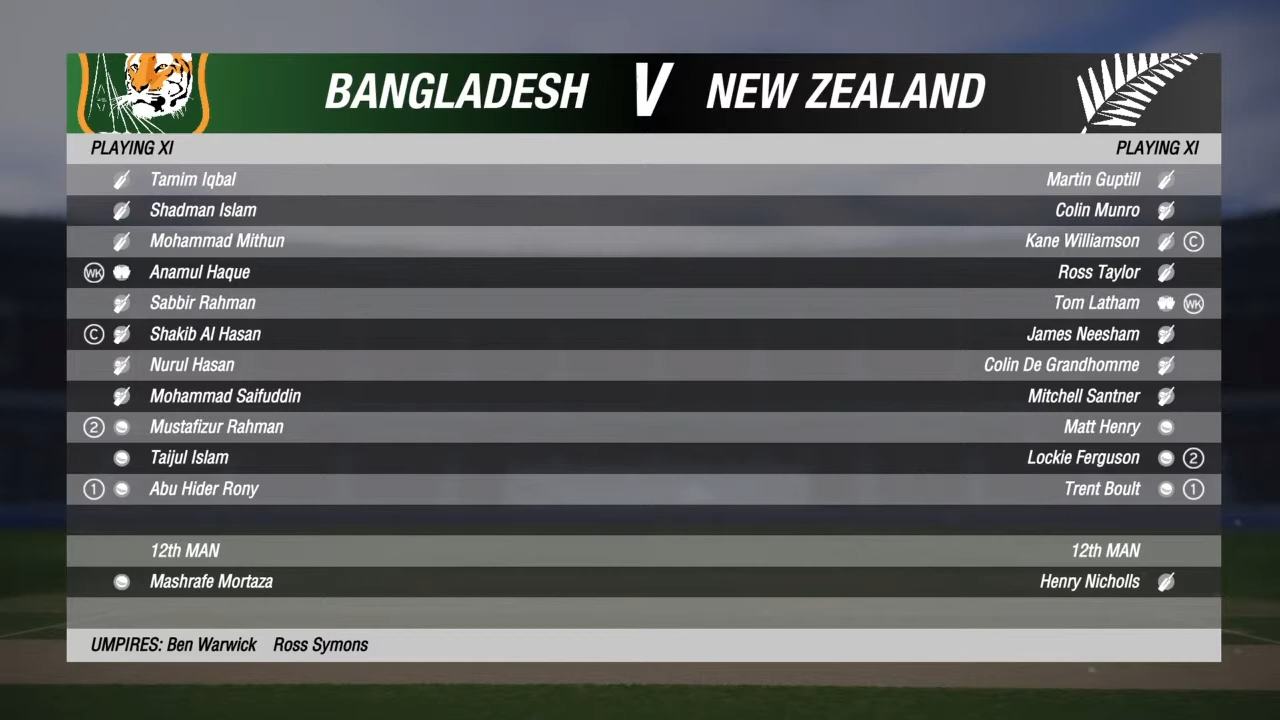 BANGLADESH V NEW ZEALAND
PLAYING XI PLAYING XI
Tamim Iqbal Martin Guptill
Shadman Islam Colin Munro
Mohammad Mithun Kane Williamson C
WK Anamul Haque Ross Taylor
Sabbir Rahman Tom Latham WK
C Shakib Al Hasan James Neesham
Nurul Hasan Colin De Grandhomme
Mohammad Saifuddin Mitchell Santner
2 Mustafizur Rahman Matt Henry
Taijul Islam Lockie Ferguson 2
1 Abu Hider Rony Trent Boult 1
12th MAN 12th MAN
Mashrafe Mortaza Henry Nicholls
UMPIRES: Ben Warwick Ross Symons